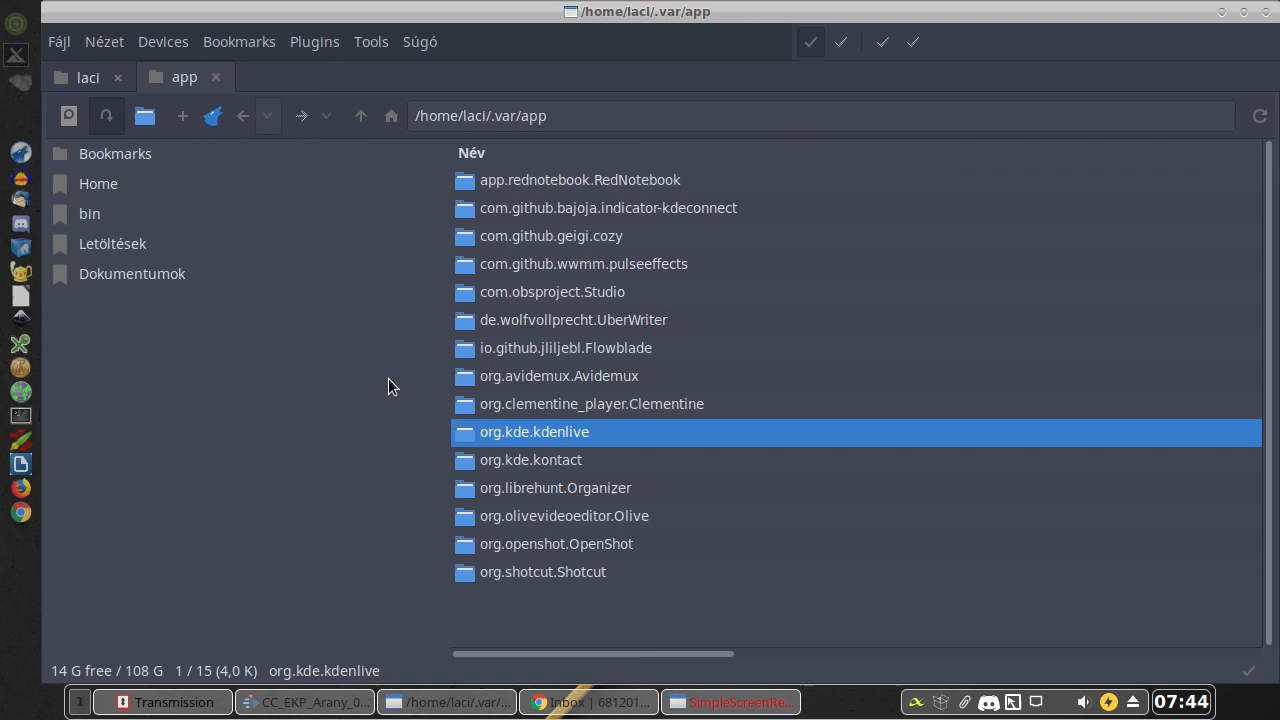 /home/laci/.var/app
Fájl Nézet Devices Bookmarks Plugins Tools Súgó
laci app
/home/laci/.var/app
Bookmarks
Home
bin
Letöltések
Dokumentumok
Név
app.rednotebook.RedNotebook
com.github.bajoja.indicator-kdeconnect
com.github.geigi.cozy
com.github.wwmm.pulseeffects
com.obsproject.Studio
de.wolfvollprecht.UberWriter
io.github.jliljebl.Flowblade
org.avidemux.Avidemux
org.clementine_player.Clementine
org.kde.kdenlive
org.kde.kontact
org.librehunt.Organizer
org.olivevideoeditor.Olive
org.openshot.OpenShot
org.shotcut.Shotcut
14 G free / 108 G 1 / 15 (4,0 K) org.kde.kdenlive
1 Transmission CC_EKP_Arany_0... /home/laci/.var/... Inbox | 681201... SimpleScreenRe... 07:44